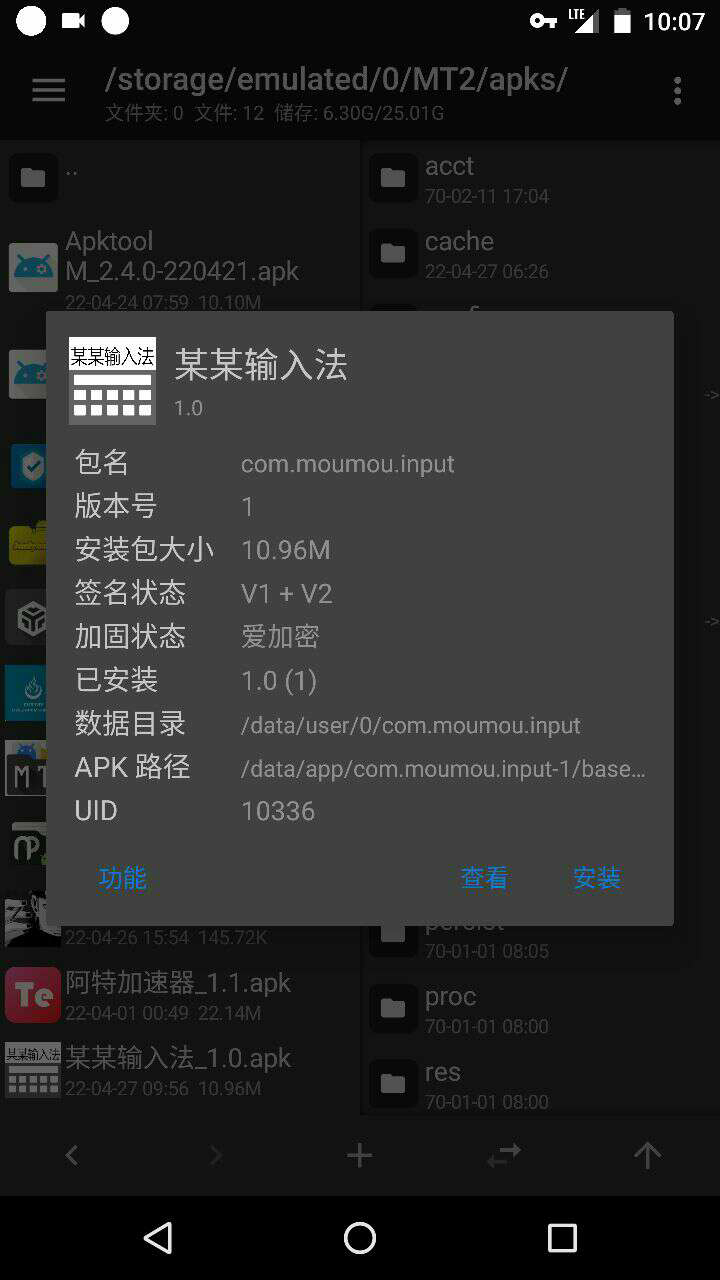 LTE 10:07
/storage/emulated/0/MT2/apks/
文件夹: 0 文件: 12 储存: 6.30G/25.01G
..
Apktool
M_2.4.0-220421.apk
22-04-24 07:59 10.10M
acct
70-02-11 17:04
cache
22-04-27 06:26
->
->
某某输入法
某某输入法
1.0
包名 com.moumou.input
版本号 1
安装包大小 10.96M
签名状态 V1 + V2
加固状态 爱加密
已安装 1.0 (1)
数据目录 /data/user/0/com.moumou.input
APK 路径 /data/app/com.moumou.input-1/base...
UID 10336
功能 查看 安装
M T
22-04-26 15:54 145.72K
Te
阿特加速器_1.1.apk
22-04-01 00:49 22.14M
某某输入法
某某输入法_1.0.apk
22-04-27 09:56 10.96M
70-01-01 08:05
proc
70-01-01 08:00
res
70-01-01 08:00